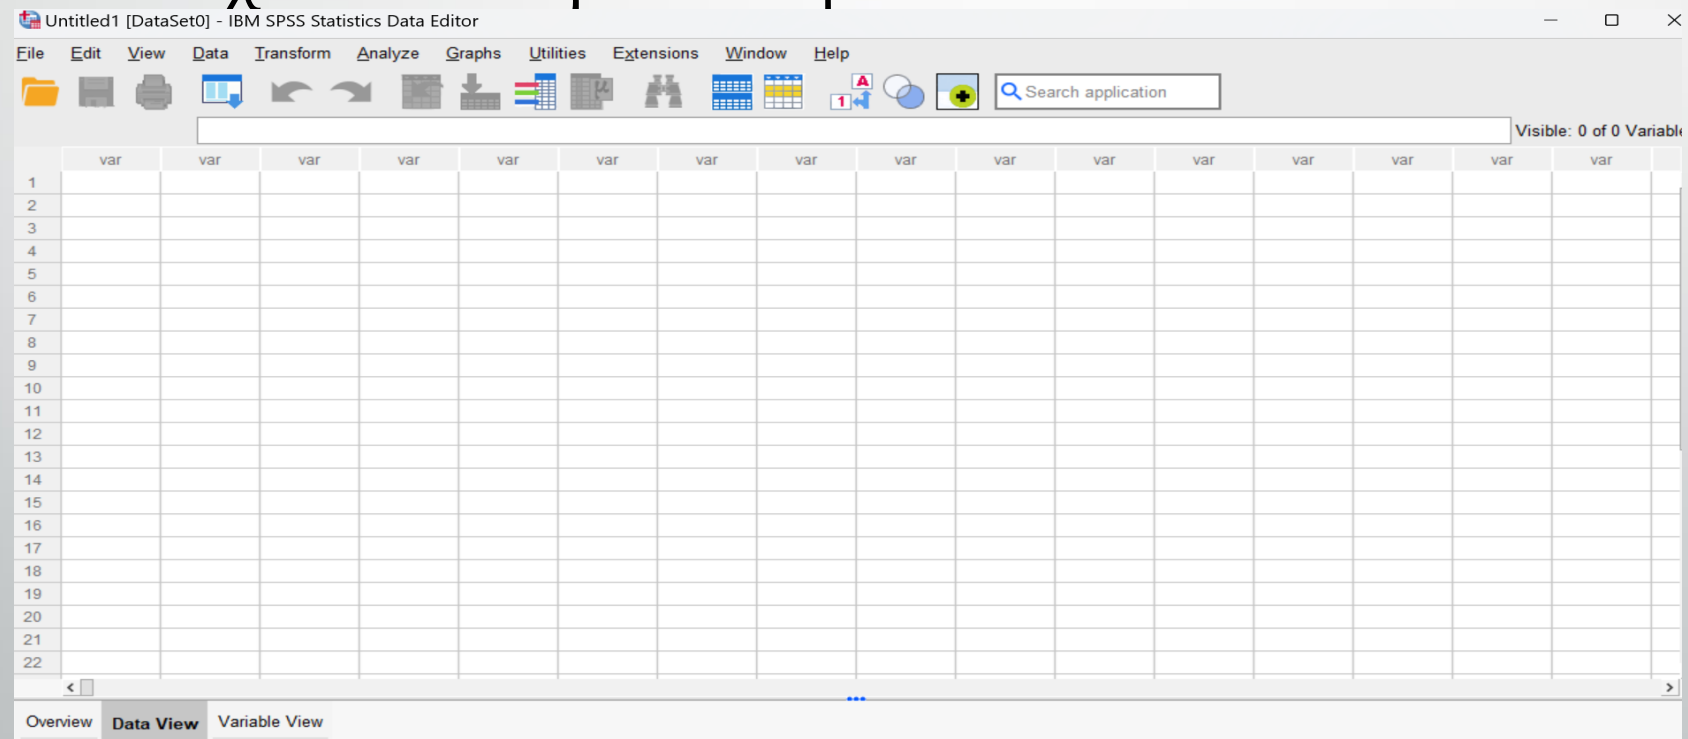 Untitled1 [DataSet0] - IBM SPSS Statistics Data Editor
File Edit View Data Transform Analyze Graphs Utilities Extensions Window Help
A
1
μ
Search application
Visible: 0 of 0 Variable
var var var var var var var var var var var var var var var var
1
2
3
4
5
6
7
8
9
10
11
12
13
14
15
16
17
18
19
20
21
22
Overview Data View Variable View